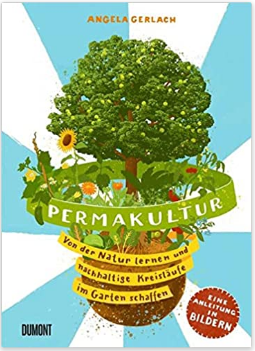 ANGELA GERLACH
PERMAKULTUR
Von der Natur lernen und
nachhaltige Kreisläufe
im Garten schaffen
EINE
ANLEITUNG
IN
BILDERN
DUMONT